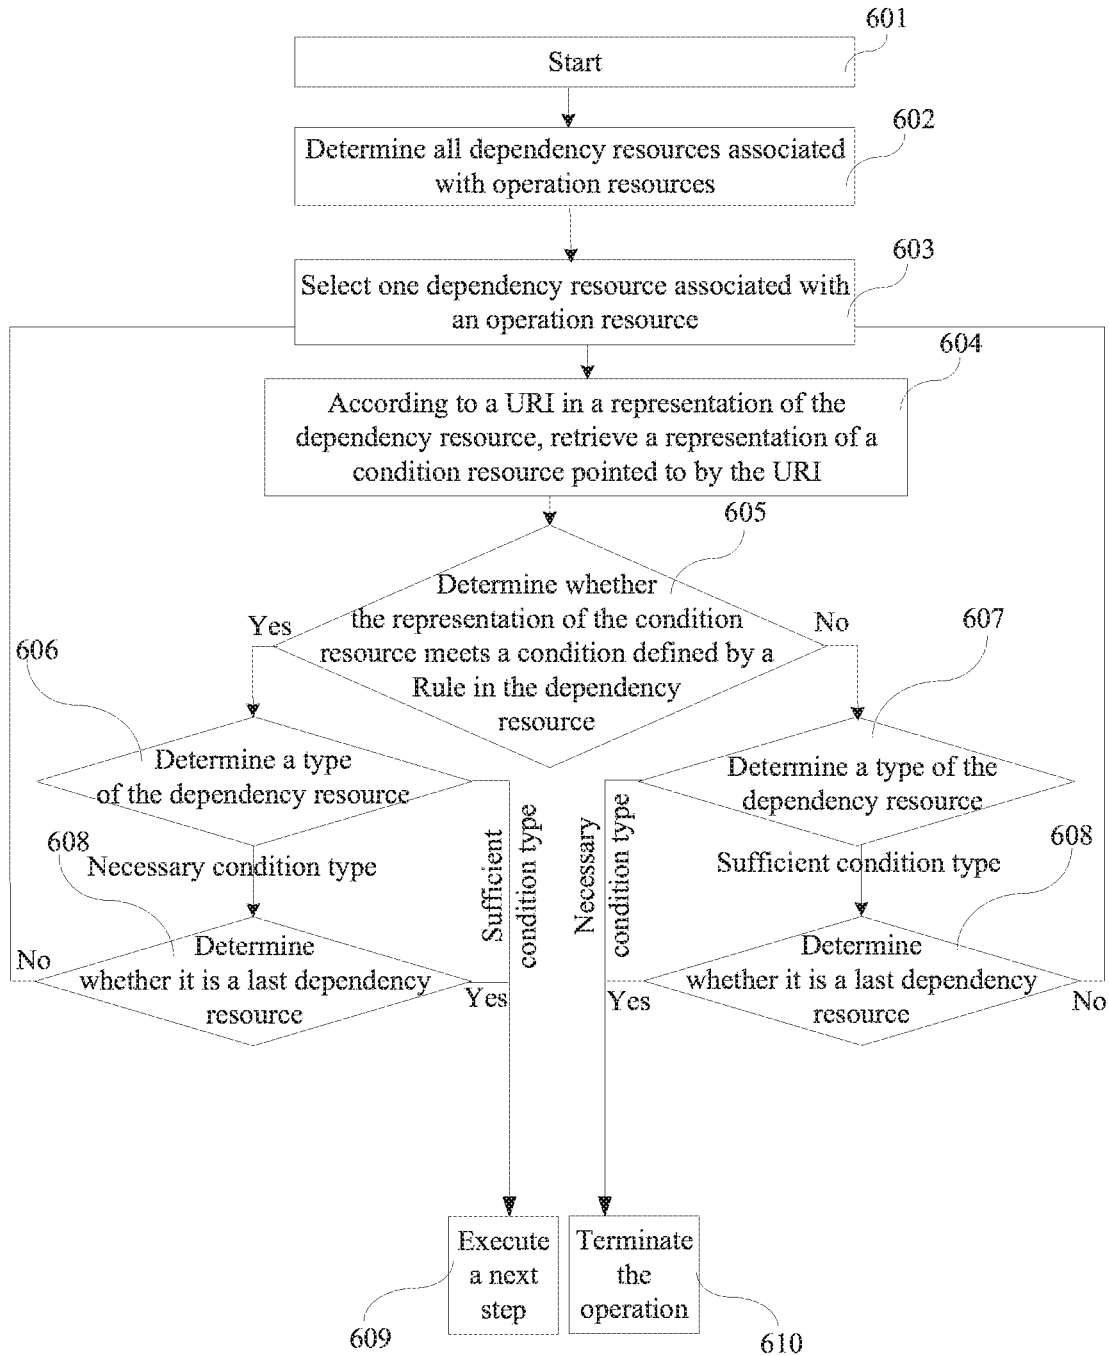 601
Start
602
Determine all dependency resources associated
with operation resources
603
Select one dependency resource associated with
an operation resource
604
According to a URI in a representation of the
dependency resource, retrieve a representation of a
condition resource pointed to by the URI
605
Determine whether
the representation of the condition
resource meets a condition defined by a
Rule in the dependency
resource
Yes
No
606
607
Determine a type
of the dependency resource
Determine a type of the
dependency resource
Sufficient
condition type
Necessary
condition type
608
Necessary condition type
Sufficient condition type
608
Determine
whether it is a last dependency
resource
No
Yes
Determine
whether it is a last dependency
resource
Yes
No
Execute
a next
step
609
Terminate
the
operation
610